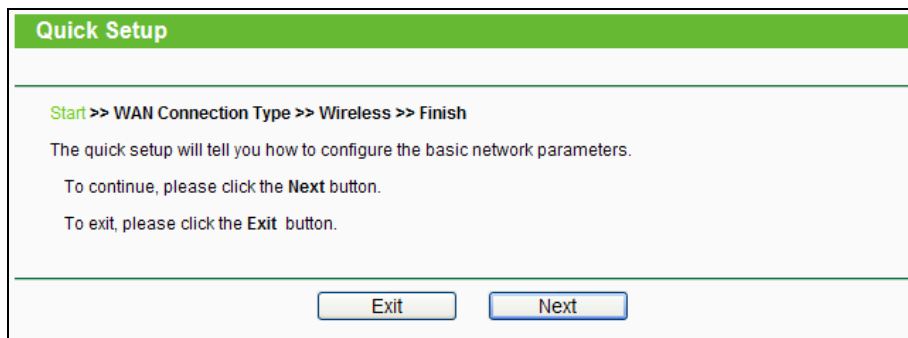 Quick Setup
Start >> WAN Connection Type >> Wireless >> Finish
The quick setup will tell you how to configure the basic network parameters.
To continue, please click the Next button.
To exit, please click the Exit button.
Exit Next